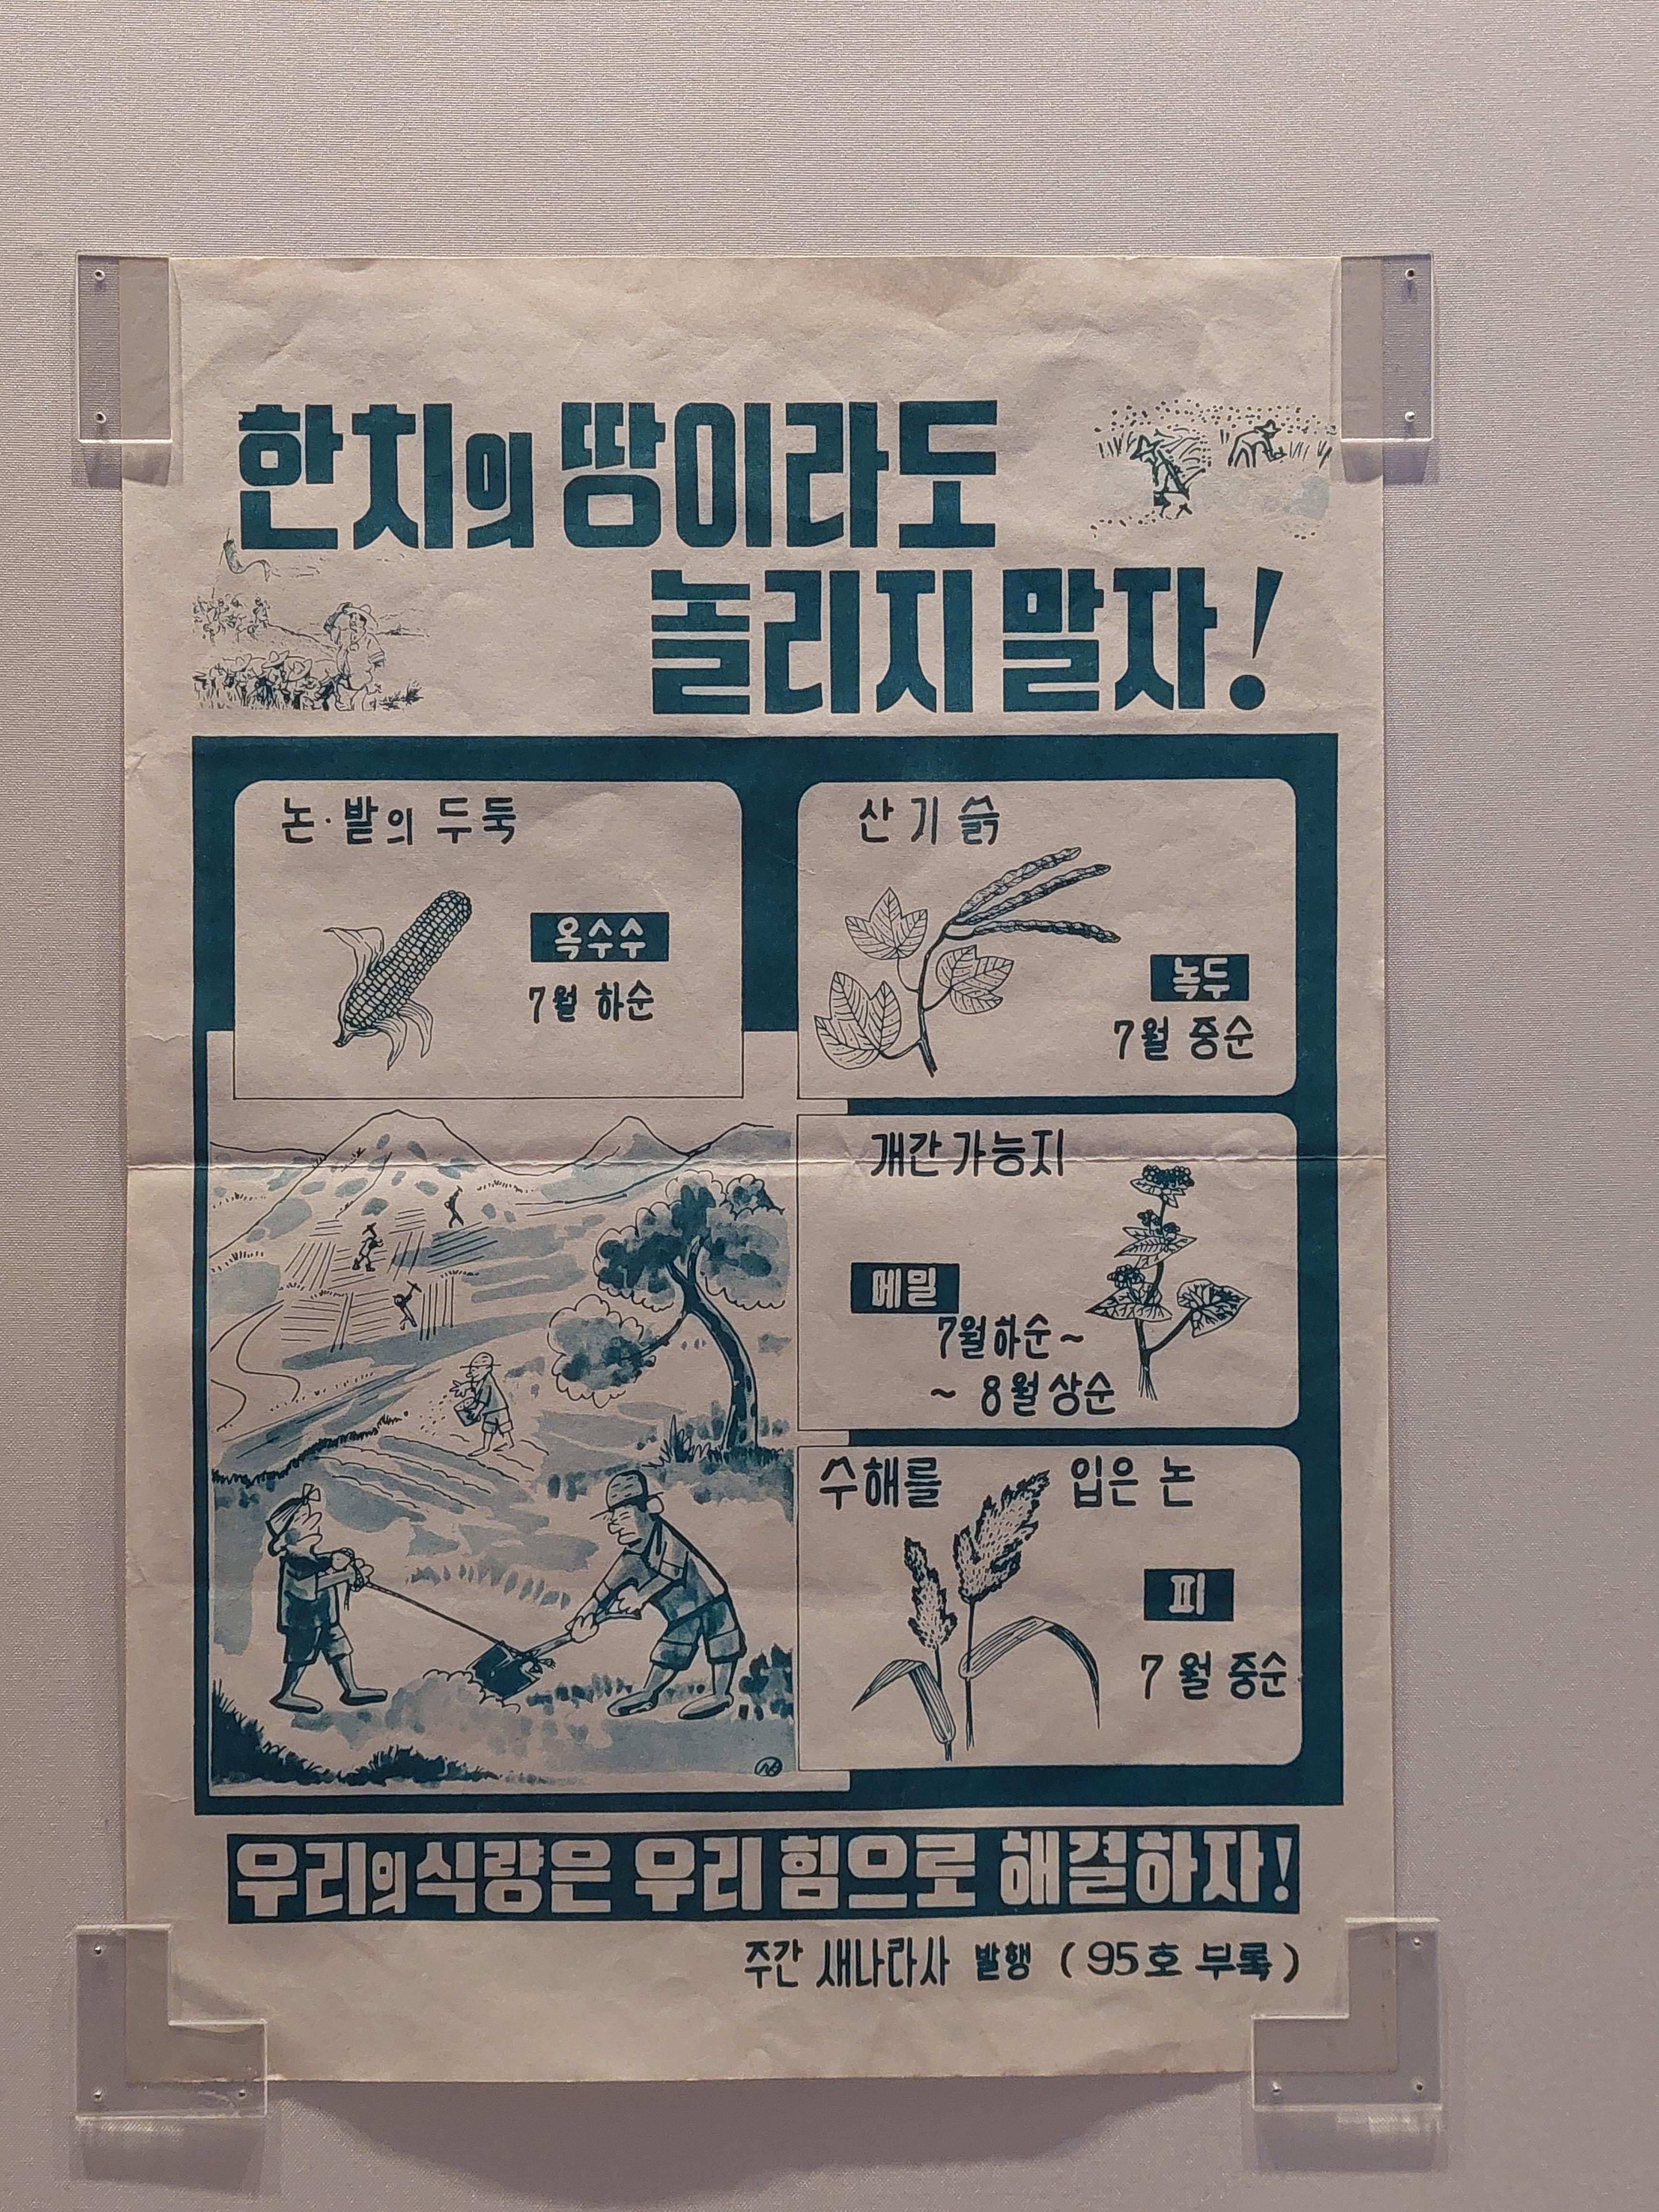 한치의 땅이라도
놀리지 말자!
논·밭의 두둑
옥수수
7월 하순
산기슭
녹두
7월 중순
개간가능지
메밀
7월하순~
~ 8월상순
수해를 입은 논
피
7월 중순
우리의 식량은 우리 힘으로 해결하자!
주간 새나라사 발행 (95호 부록)